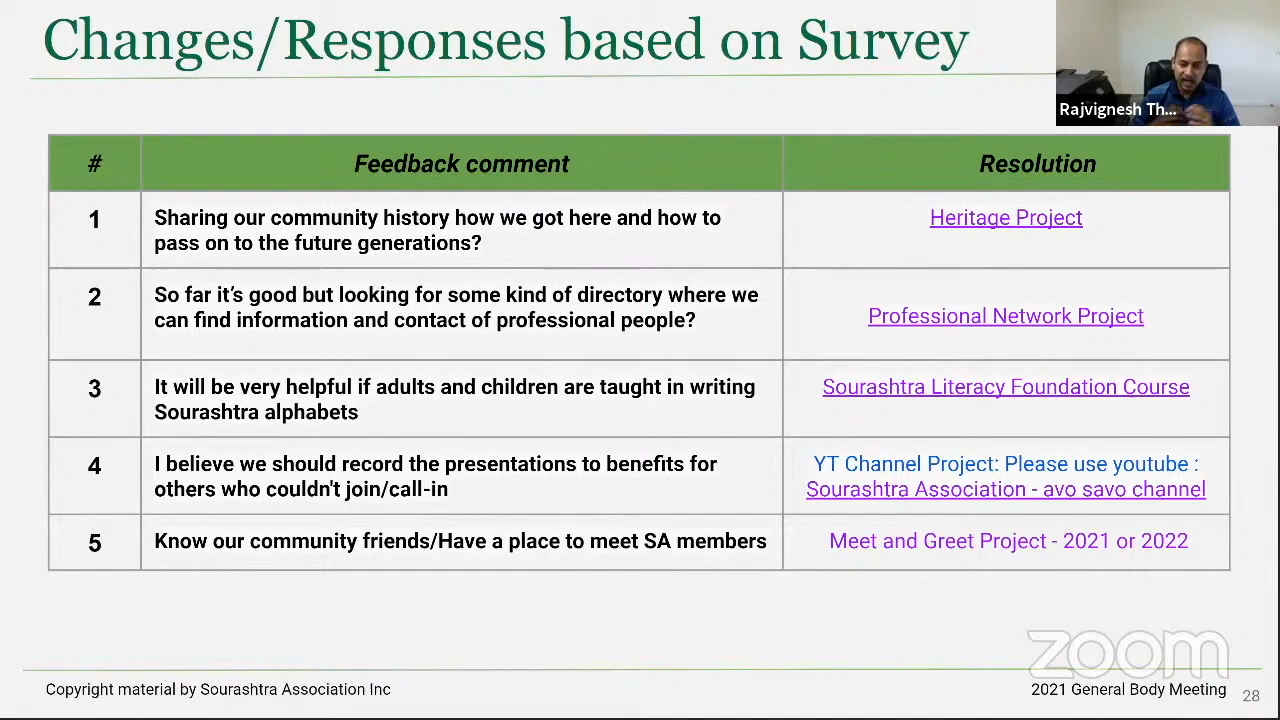 Changes/Responses based on Survey
Rajvignesh Th...
# Feedback comment Resolution
1 Sharing our community history how we got here and how to
pass on to the future generations?
Heritage Project
2 So far it's good but looking for some kind of directory where we
can find information and contact of professional people?
Professional Network Project
3 It will be very helpful if adults and children are taught in writing
Sourashtra alphabets
Sourashtra Literacy Foundation Course
4 I believe we should record the presentations to benefits for
others who couldn't join/call-in
YT Channel Project: Please use youtube :
Sourashtra Association - avo savo channel
5 Know our community friends/Have a place to meet SA members
Meet and Greet Project - 2021 or 2022
zoom
Copyright material by Sourashtra Association Inc
2021 General Body Meeting
28